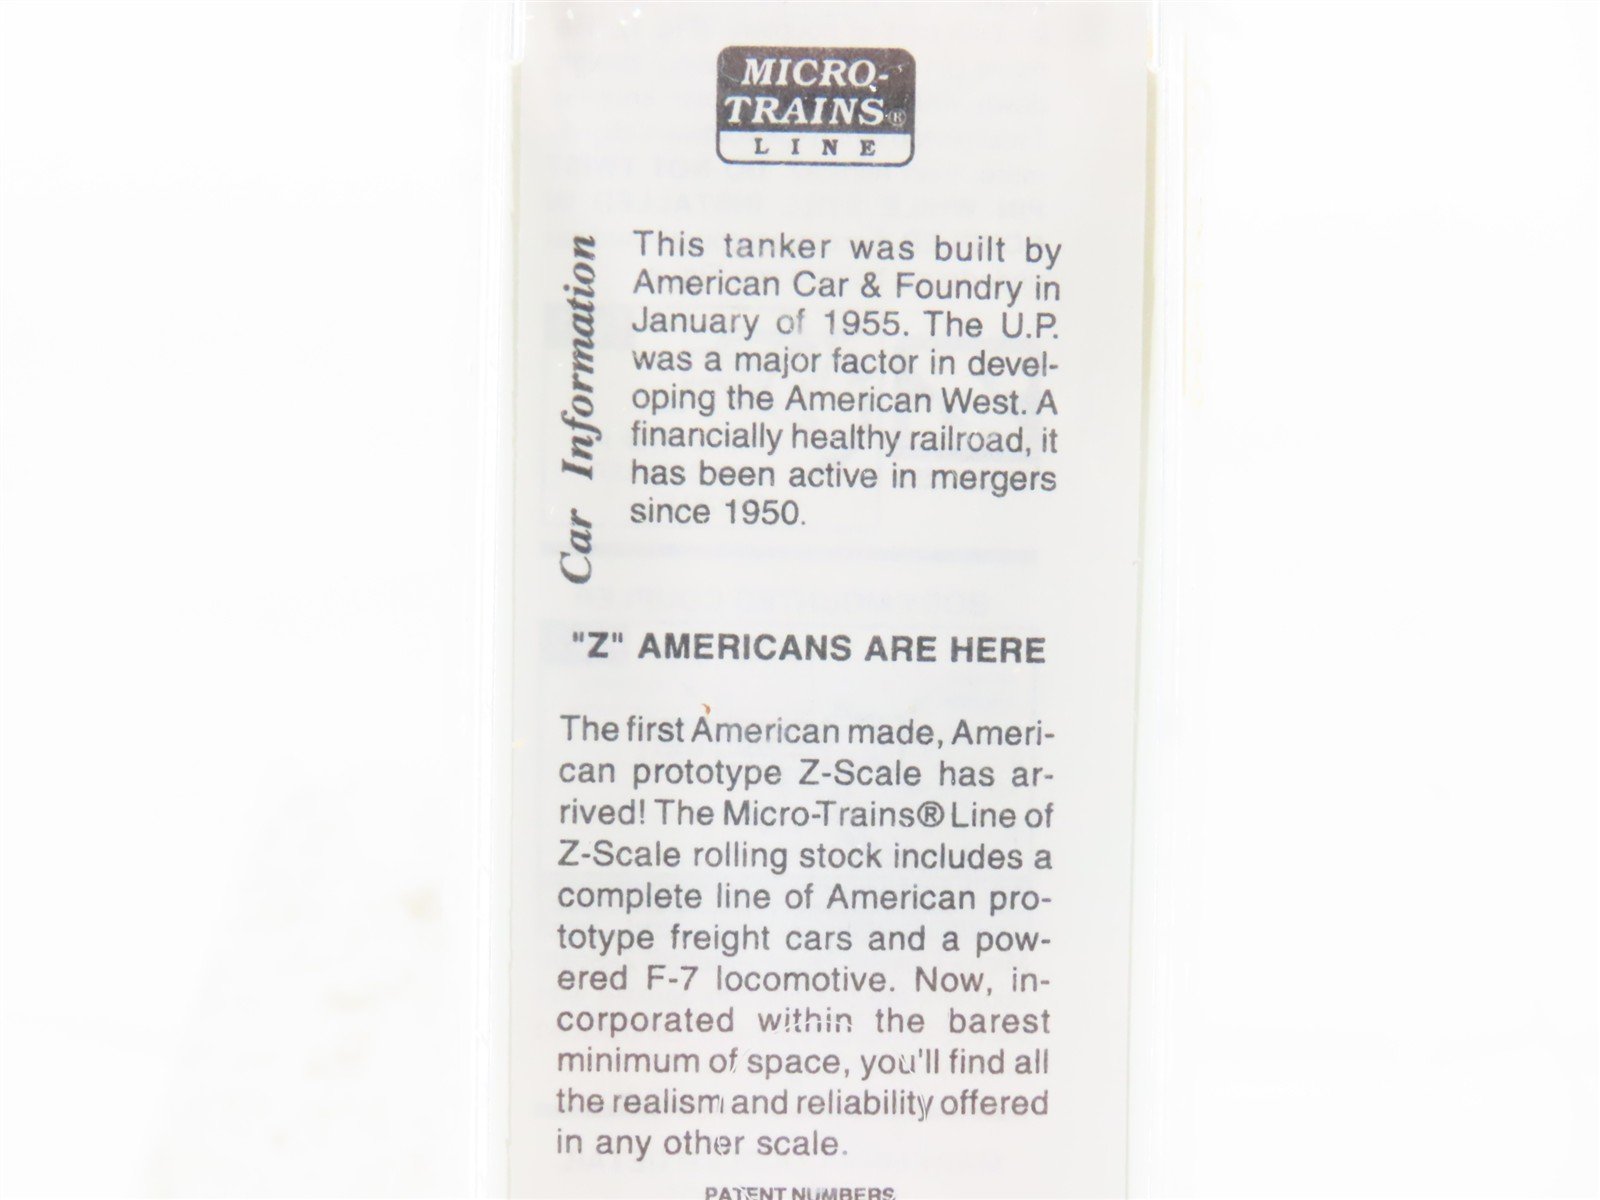 MICRO-
TRAINS®
LINE
Car Information
This tanker was built by
American Car & Foundry in
January of 1955. The U.P.
was a major factor in devel-
oping the American West. A
financially healthy railroad, it
has been active in mergers
since 1950.
"Z" AMERICANS ARE HERE
The first American made, Ameri-
can prototype Z-Scale has ar-
rived! The Micro-Trains® Line of
Z-Scale rolling stock includes a
complete line of American pro-
totype freight cars and a pow-
ered F-7 locomotive. Now, in-
corporated within the barest
minimum of space, you'll find all
the realism and reliability offered
in any other scale.
PATENT NUMBERS